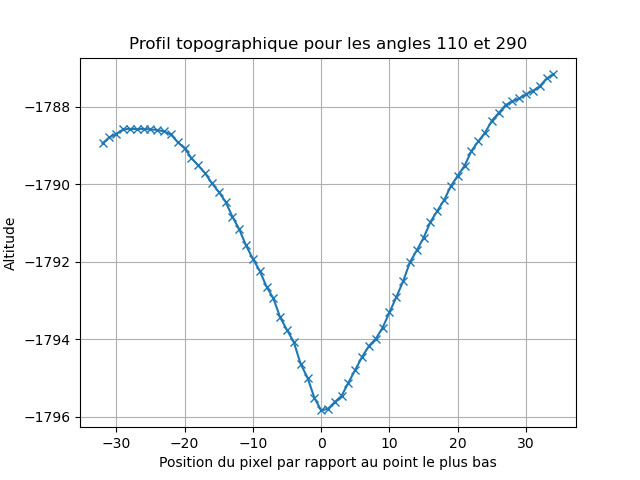 Profil topographique pour les angles 110 et 290
−1788
−1790
−1792
−1794
−1796
Altitude
−30 −20 −10 0 10 20 30
Position du pixel par rapport au point le plus bas